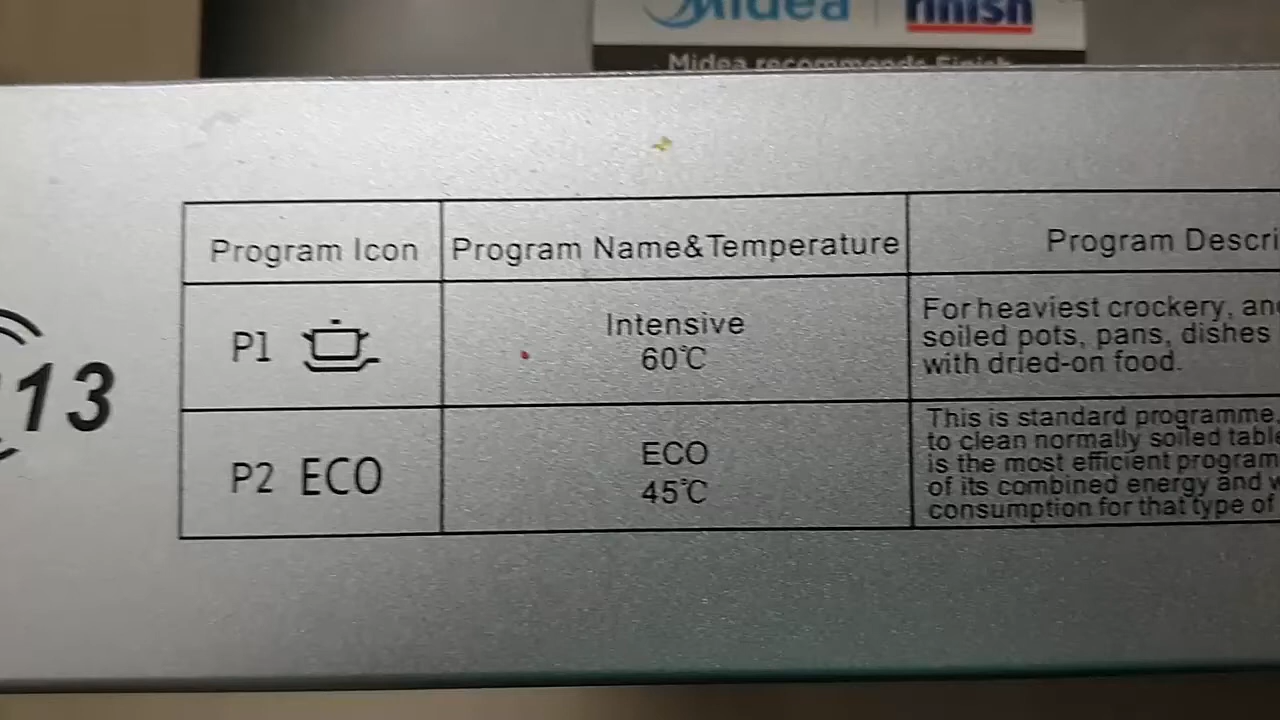 Midea
finish
Midea recommends Finish
13
Program Icon
Program Name&Temperature
Program Descri
P1
Intensive
60℃
For heaviest crockery, and
soiled pots, pans, dishes
with dried-on food.
P2 ECO
ECO
45℃
This is standard programme,
to clean normally soiled table
is the most efficient program
of its combined energy and w
consumption for that type of